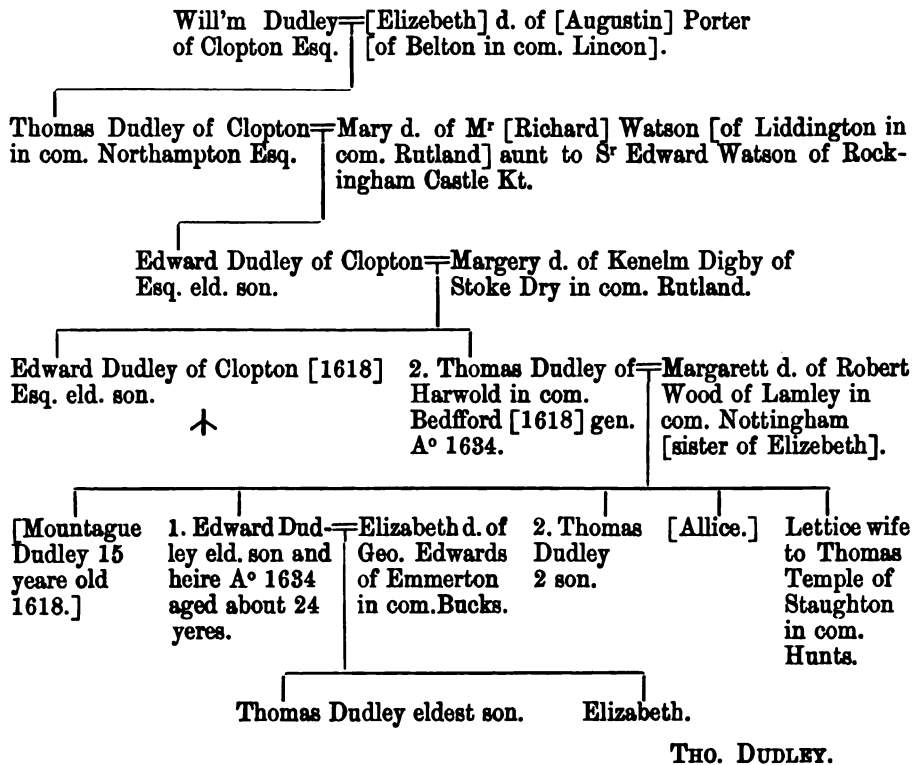 Will'm Dudley=[Elizebeth] d. of [Augustin] Porter
of Clopton Esq. [of Belton in com. Lincon].
Thomas Dudley of Clopton=Mary d. of Mr [Richard] Watson [of Liddington in
in com. Northampton Esq. com. Rutland] aunt to Sr Edward Watson of Rock-
ingham Castle Kt.
Edward Dudley of Clopton=Margery d. of Kenelm Digby of
Esq. eld. son. Stoke Dry in com. Rutland.
Edward Dudley of Clopton [1618]
Esq. eld. son.
2. Thomas Dudley of=Margarett d. of Robert
Harwold in com. Wood of Lamley in
Bedfford [1618] gen. com. Nottingham
Ao 1634. [sister of Elizebeth].
[Mountague
Dudley 15
yeare old
1618.]
1. Edward Dud-=Elizabeth d. of
ley eld. son and Geo. Edwards
heire Ao 1634 of Emmerton
aged about 24 in com.Bucks.
yeres.
2. Thomas
Dudley
2 son.
[Allice.]
Lettice wife
to Thomas
Temple of
Staughton
in com.
Hunts.
Thomas Dudley eldest son.
Elizabeth.
THO. DUDLEY.